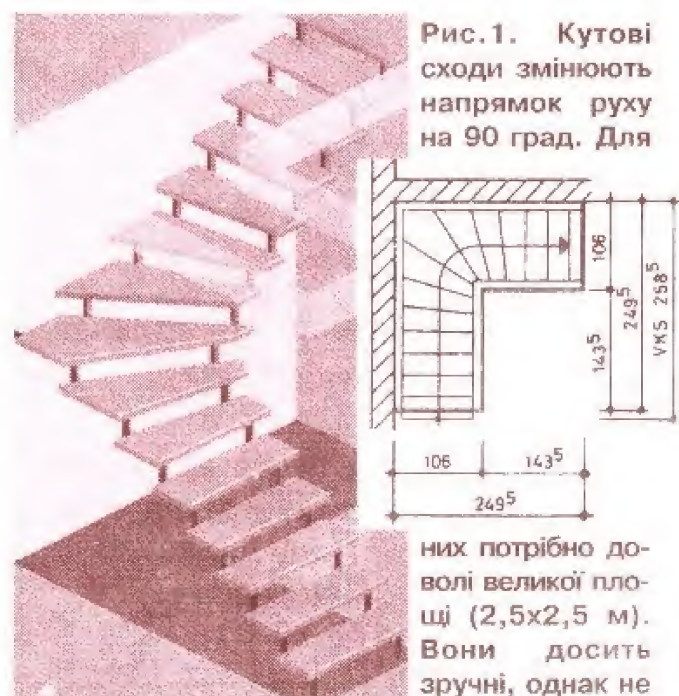 Рис.1. Кутові
сходи змінюють
напрямок руху
на 90 град. Для
106
249⁵
VKS 268⁵
143⁵
106
143⁵
249⁵
них потрібно до-
волі великої пло-
щі (2,5х2,5 м).
Вони досить
зручні, однак не